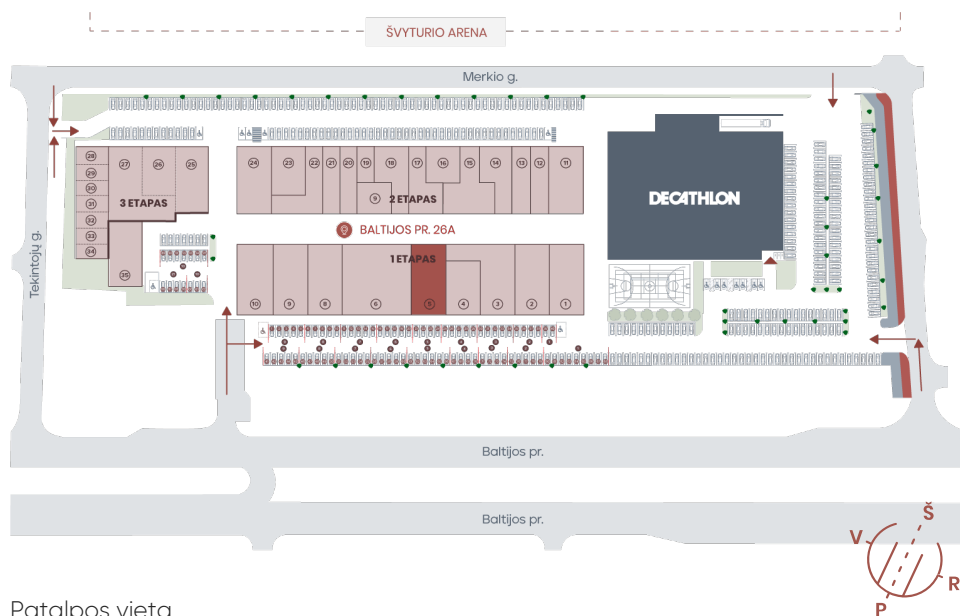 ŠVYTURIO ARENA
Merkio g.
Tekintojų g.
28
29
30
31
32
33
24
27
26
25
3 ETAPAS
25
24
23
22
21
20
19
18
17
16
15
14
13
12
11
9
2 ETAPAS
BALTIJOS PR. 26A
1 ETAPAS
10
9
8
6
5
4
3
2
1
DECATHLON
Baltijos pr.
Baltijos pr.
Š
V
R
P
Patalpos vieta